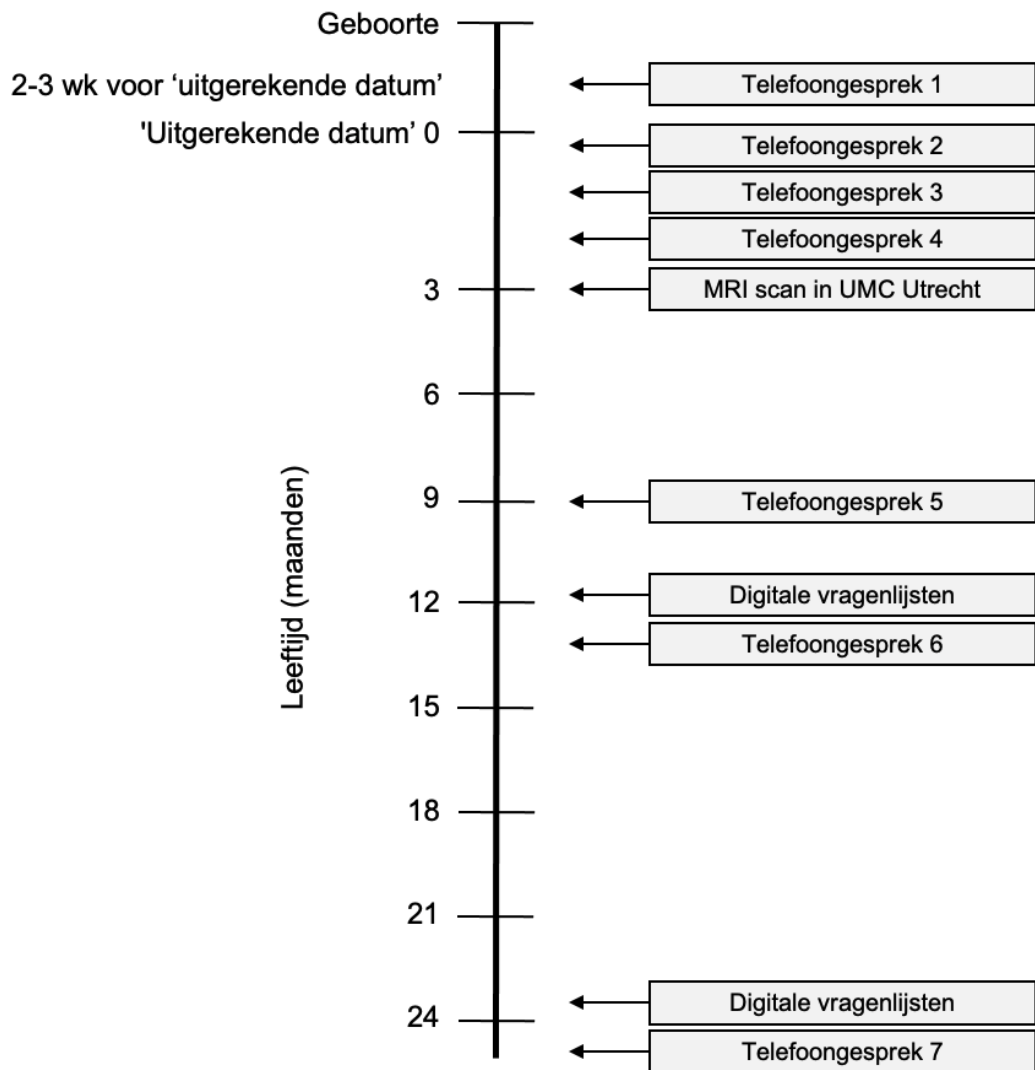 Geboorte
2-3 wk voor ‘uitgerekende datum’
Telefoongesprek 1
'Uitgerekende datum’ 0
Telefoongesprek 2
Telefoongesprek 3
Telefoongesprek 4
3
MRI scan in UMC Utrecht
6
Leeftijd (maanden)
9
Telefoongesprek 5
12
Digitale vragenlijsten
Telefoongesprek 6
15
18
21
Digitale vragenlijsten
24
Telefoongesprek 7